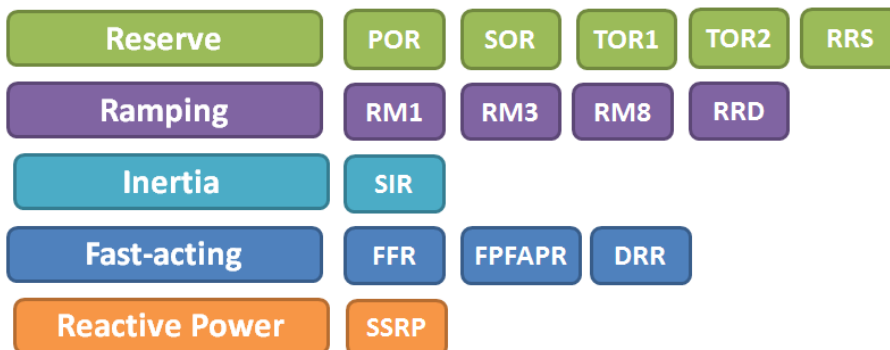 Reserve POR SOR TOR1 TOR2 RRS
Ramping RM1 RM3 RM8 RRD
Inertia SIR
Fast-acting FFR FPFAPR DRR
Reactive Power SSRP